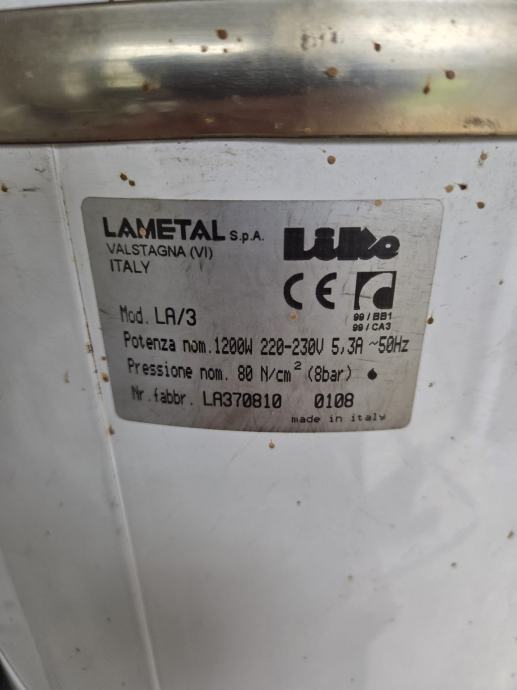 LAMETAL S.p.A.
VALSTAGNA (VI)
ITALY
CE
99/BB1
99/CA3
Mod. LA/3
Potenza nom. 1200W 220-230V 5,3A ~50Hz
Pressione nom. 80 N/cm² (8bar)
Nr. fabbr. LA370810 0108
made in italy